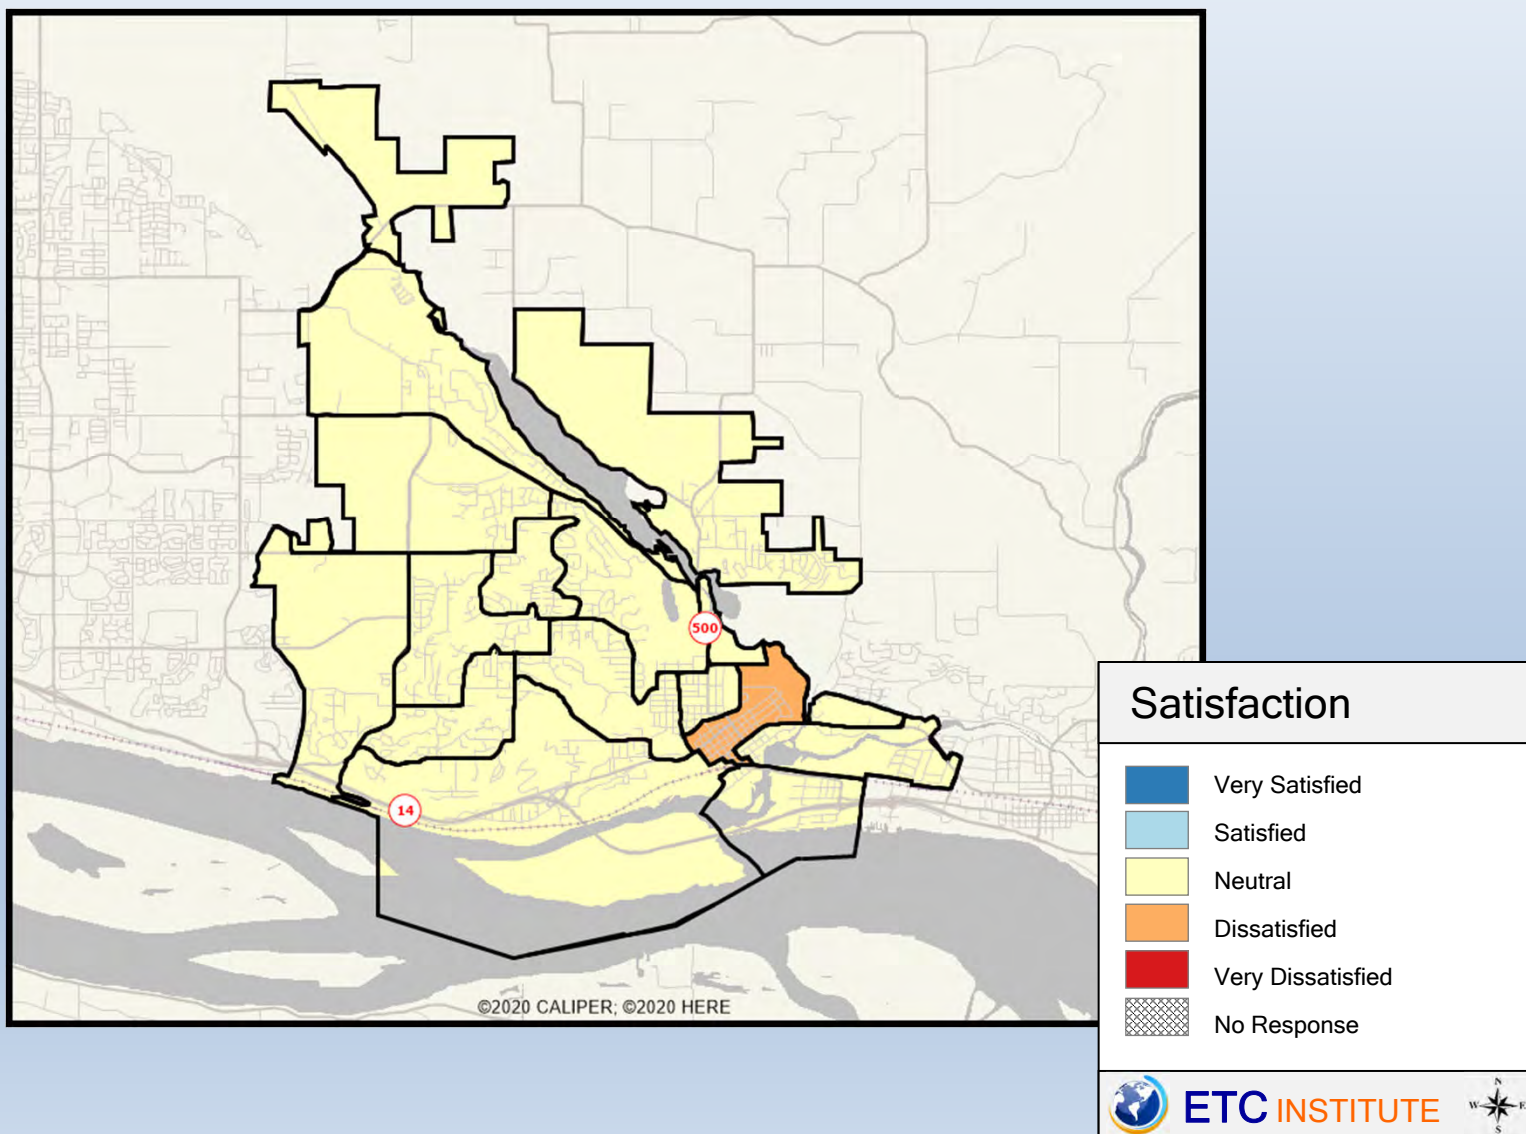 500
14
©2020 CALIPER; ©2020 HERE
Satisfaction
Very Satisfied
Satisfied
Neutral
Dissatisfied
Very Dissatisfied
No Response
ETC INSTITUTE
N
W E
S